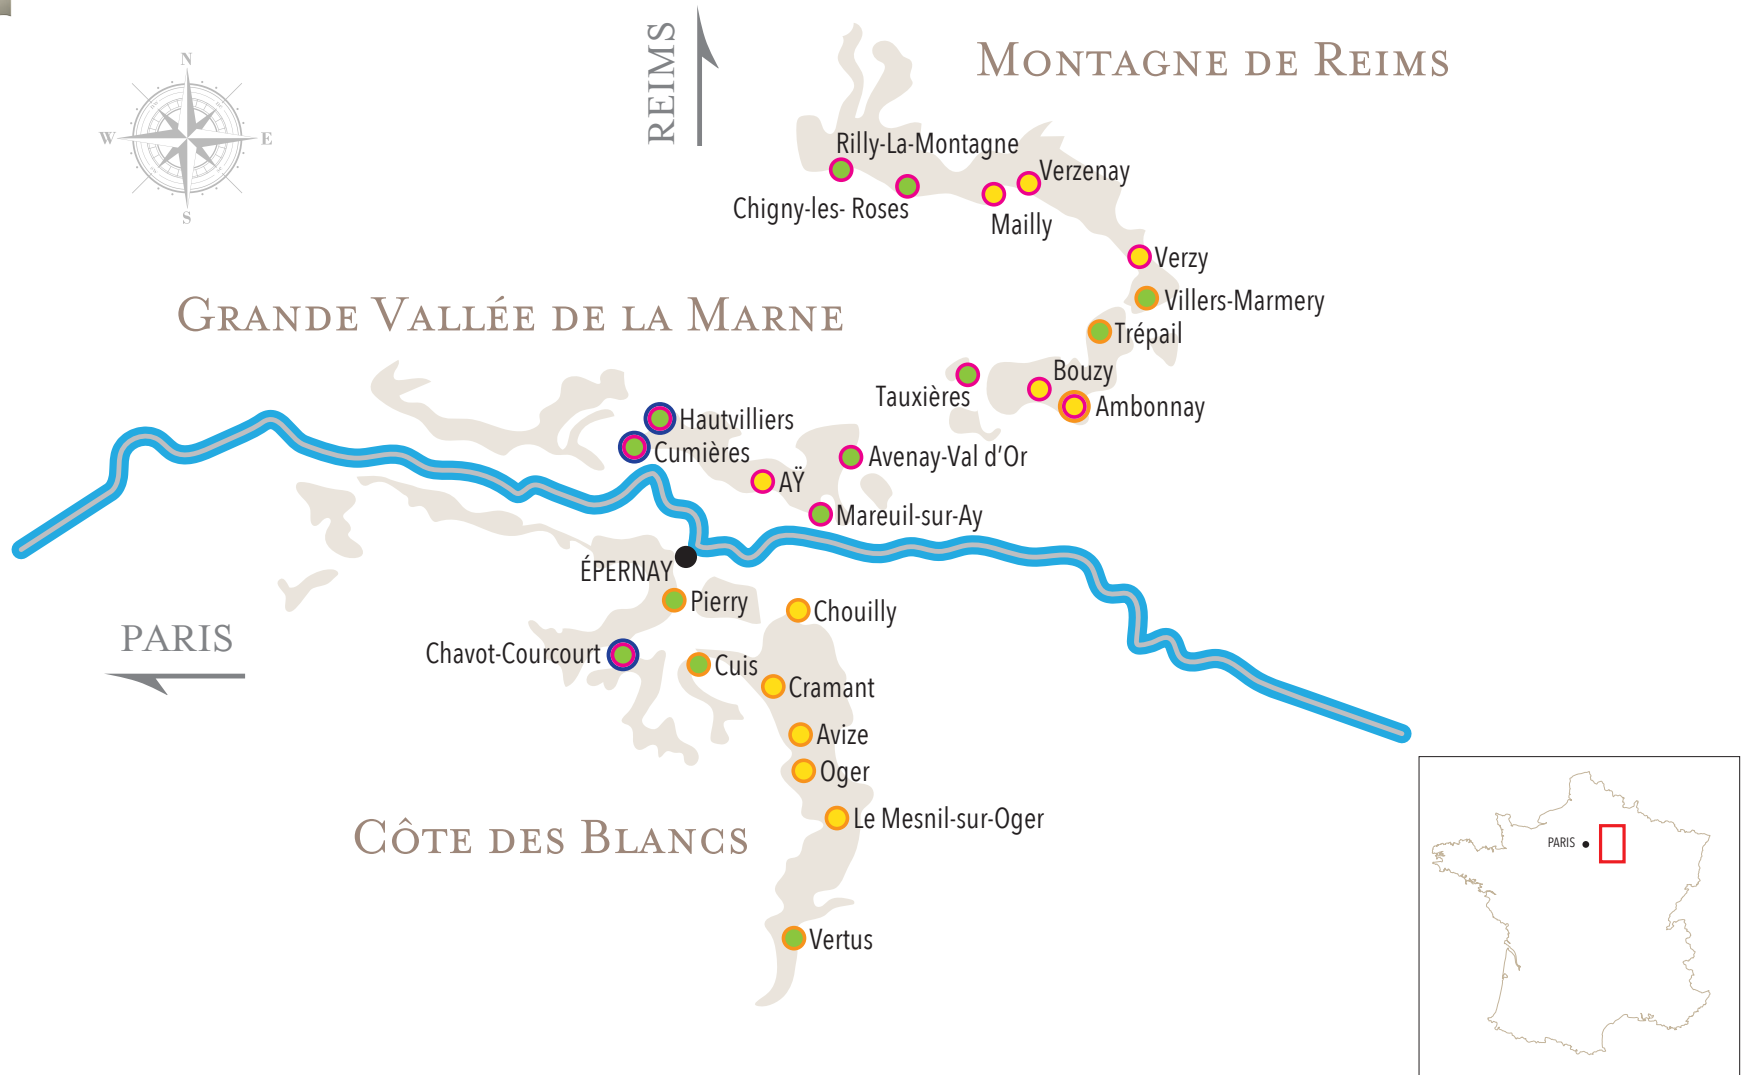 N
W
E
S
REIMS
MONTAGNE DE REIMS
Rilly-La-Montagne
Verzenay
Chigny-les- Roses
Mailly
Verzy
Villers-Marmery
GRANDE VALLÉE DE LA MARNE
Trépail
Bouzy
Tauxières
Ambonnay
Hautvilliers
Cumières
Avenay-Val d'Or
AŸ
Mareuil-sur-Ay
ÉPERNAY
Pierry
Chouilly
PARIS
Chavot-Courcourt
Cuis
Cramant
Avize
Oger
Le Mesnil-sur-Oger
CÔTE DES BLANCS
Vertus
PARIS